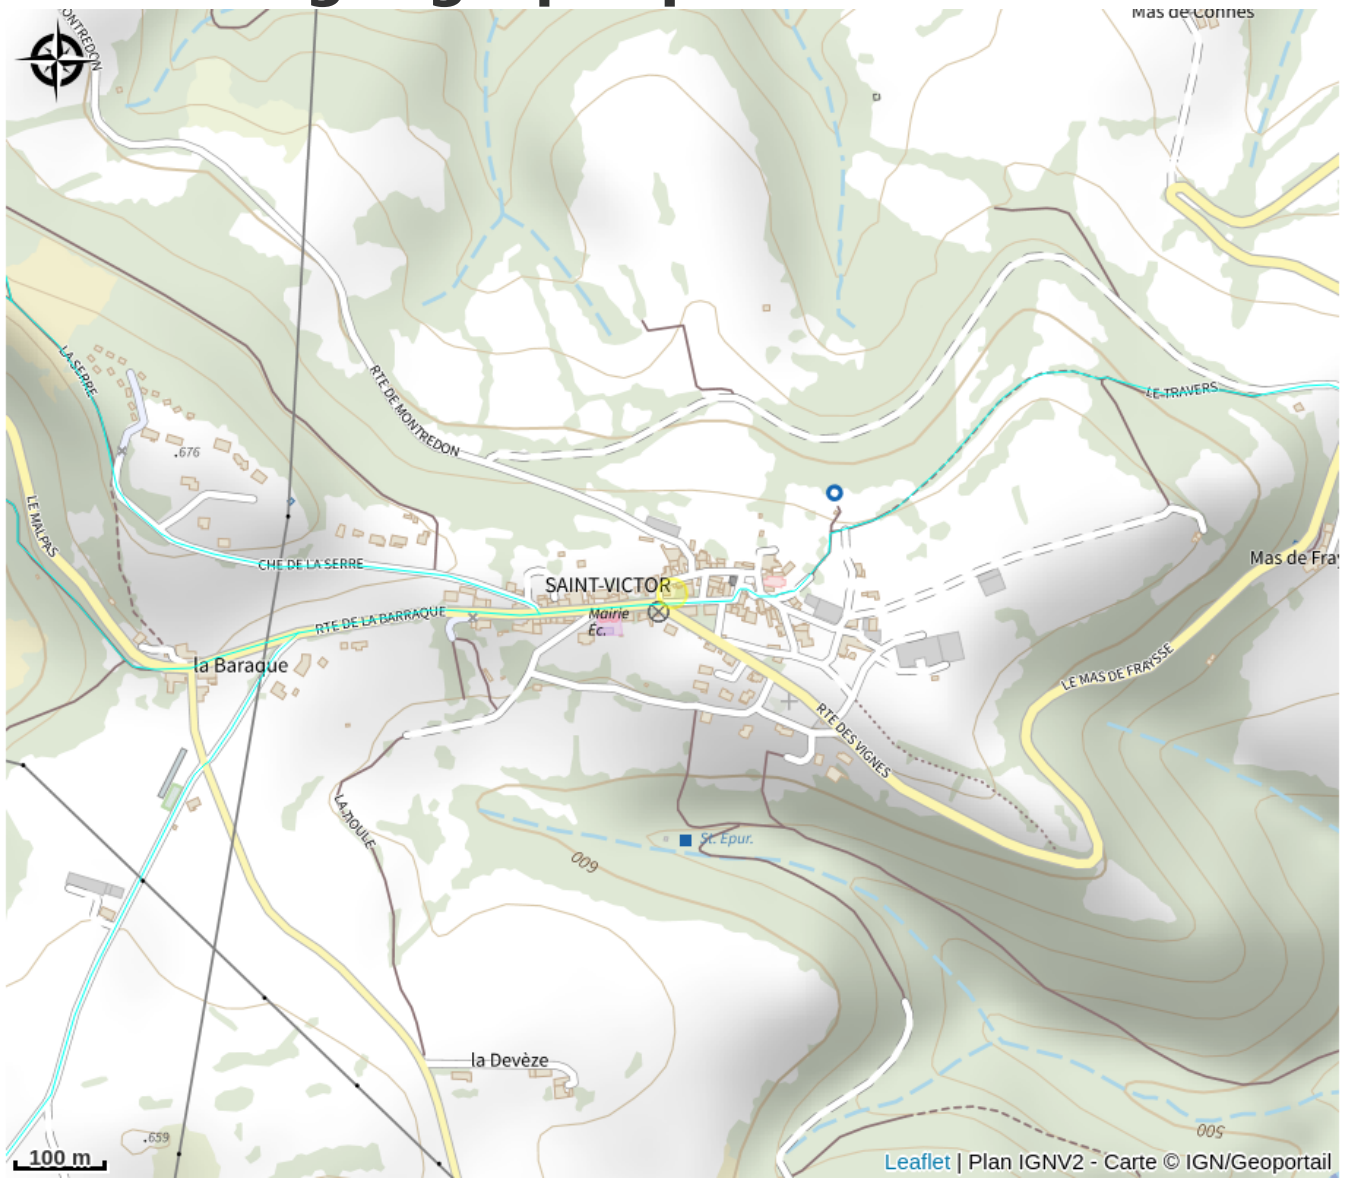 Mas de Connes
ONTREDON
LA SERRE
RTE DE MONTREDON
LE TRAVERS
.676
LE MALPAS
CHE DE LA SERRE
Mas de Fray
SAINT-VICTOR
RTE DE LA BARRAQUE
Mairie
Éc.
la Baraque
LE MAS DE FRAYSSE
RTE DES VIGNES
LA TIOULE
St. Epur.
600
la Devèze
.659
500
100 m
Leaflet | Plan IGNV2 - Carte © IGN/Geoportail